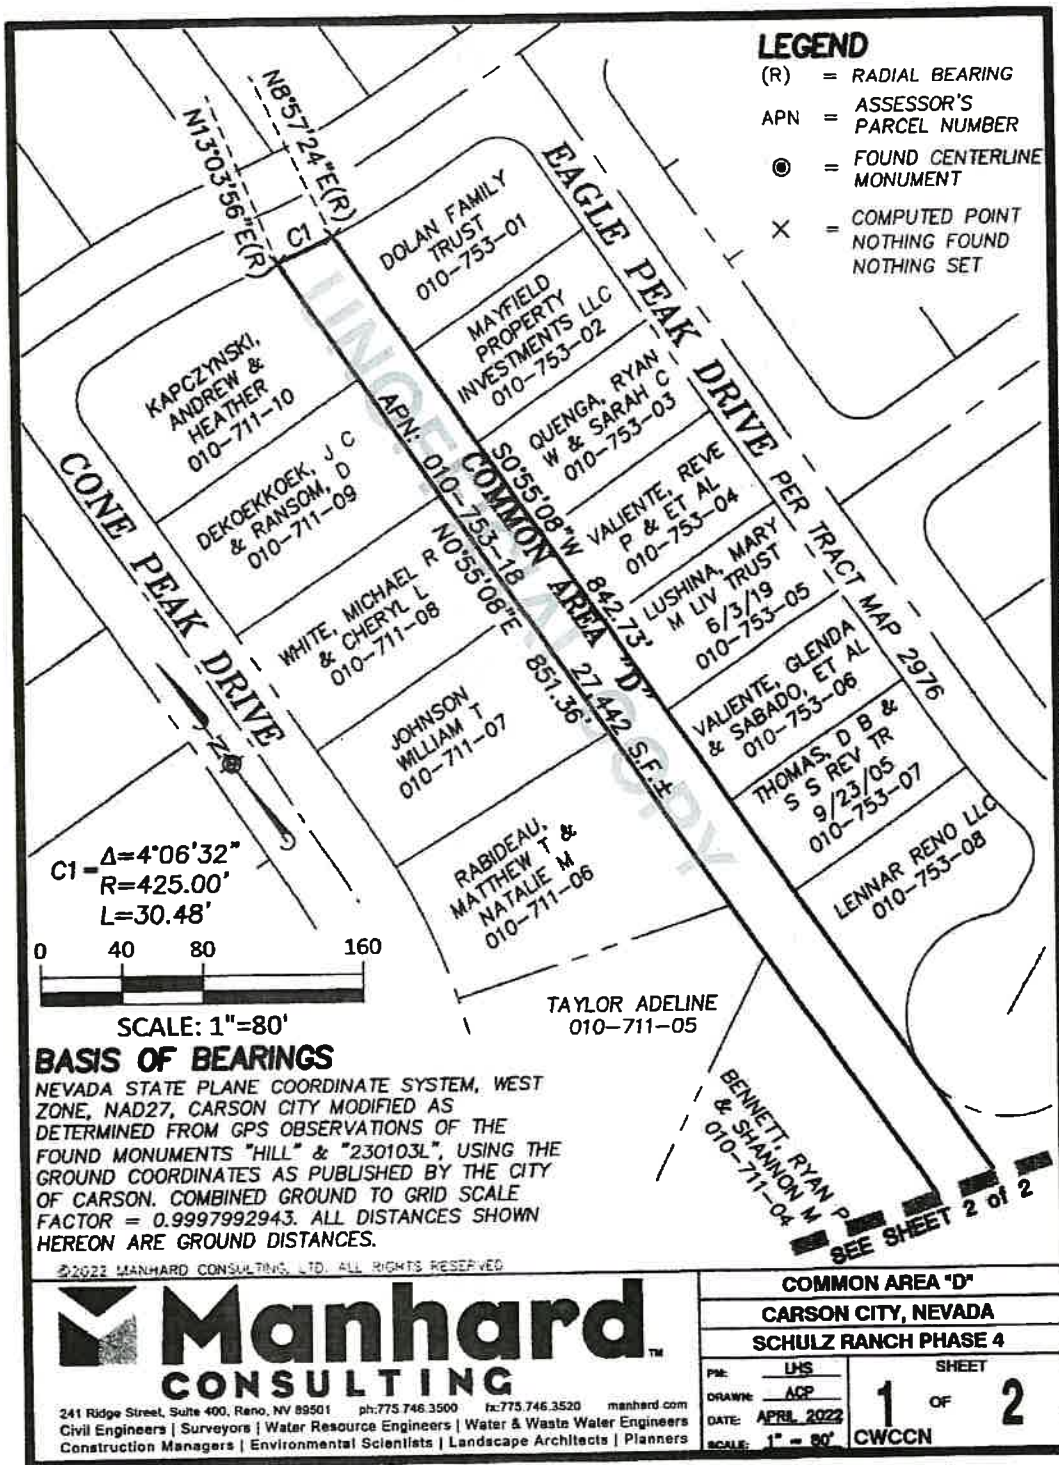 LEGEND
(R) = RADIAL BEARING
APN = ASSESSOR'S
PARCEL NUMBER
= FOUND CENTERLINE
MONUMENT
= COMPUTED POINT
NOTHING FOUND
NOTHING SET
N13°03'56"E(R)
N8°57'24"E(R)
C1
EAGLE PEAK DRIVE PER TRACT MAP 2976
DOLAN FAMILY
TRUST
010-753-01
MAYFIELD
PROPERTY
INVESTMENTS LLC
010-753-02
QUENGA, RYAN
W & SARAH C
010-753-03
VALIENTE, REVE
P & ET AL
010-753-04
LUSHINA, MARY
M LIV TRUST
6/3/19
010-753-05
VALIENTE, GLENDA
& SABADO, ET AL
010-753-06
THOMAS, D B &
S S REV TR
9/23/05
010-753-07
LENNAR RENO LLC
010-753-08
S0°55'08"W 842.73'
COMMON AREA "D"
APN: 010-753-18 27,442 S.F.±
N0°55'08"E 851.36'
UNOFFICIAL COPY
KAPCZYNSKI,
ANDREW &
HEATHER
010-711-10
DEKOEKKOEK, J C
& RANSOM, D
010-711-09
WHITE, MICHAEL R
& CHERYL L
010-711-08
JOHNSON
WILLIAM T
010-711-07
RABIDEAU,
MATTHEW T &
NATALIE M
010-711-06
TAYLOR ADELINE
010-711-05
BENNETT, RYAN P
& SHANNON M
010-711-04
CONE PEAK DRIVE
N
SEE SHEET 2 of 2
C1 = Δ=4°06'32"
R=425.00'
L=30.48'
0 40 80 160
SCALE: 1"=80'
BASIS OF BEARINGS
NEVADA STATE PLANE COORDINATE SYSTEM, WEST
ZONE, NAD27, CARSON CITY MODIFIED AS
DETERMINED FROM GPS OBSERVATIONS OF THE
FOUND MONUMENTS "HILL" & "230103L", USING THE
GROUND COORDINATES AS PUBLISHED BY THE CITY
OF CARSON. COMBINED GROUND TO GRID SCALE
FACTOR = 0.9997992943. ALL DISTANCES SHOWN
HEREON ARE GROUND DISTANCES.
©2022 MANHARD CONSULTING, LTD. ALL RIGHTS RESERVED
Manhard™
CONSULTING
241 Ridge Street, Suite 400, Reno, NV 89501 ph:775.746.3500 fx:775.746.3520 manhard.com
Civil Engineers | Surveyors | Water Resource Engineers | Water & Waste Water Engineers
Construction Managers | Environmental Scientists | Landscape Architects | Planners
COMMON AREA "D"
CARSON CITY, NEVADA
SCHULZ RANCH PHASE 4
PM: LHS
DRAWN: ACP
DATE: APRIL 2022
SCALE: 1" = 80'
SHEET
1 OF 2
CWCCN